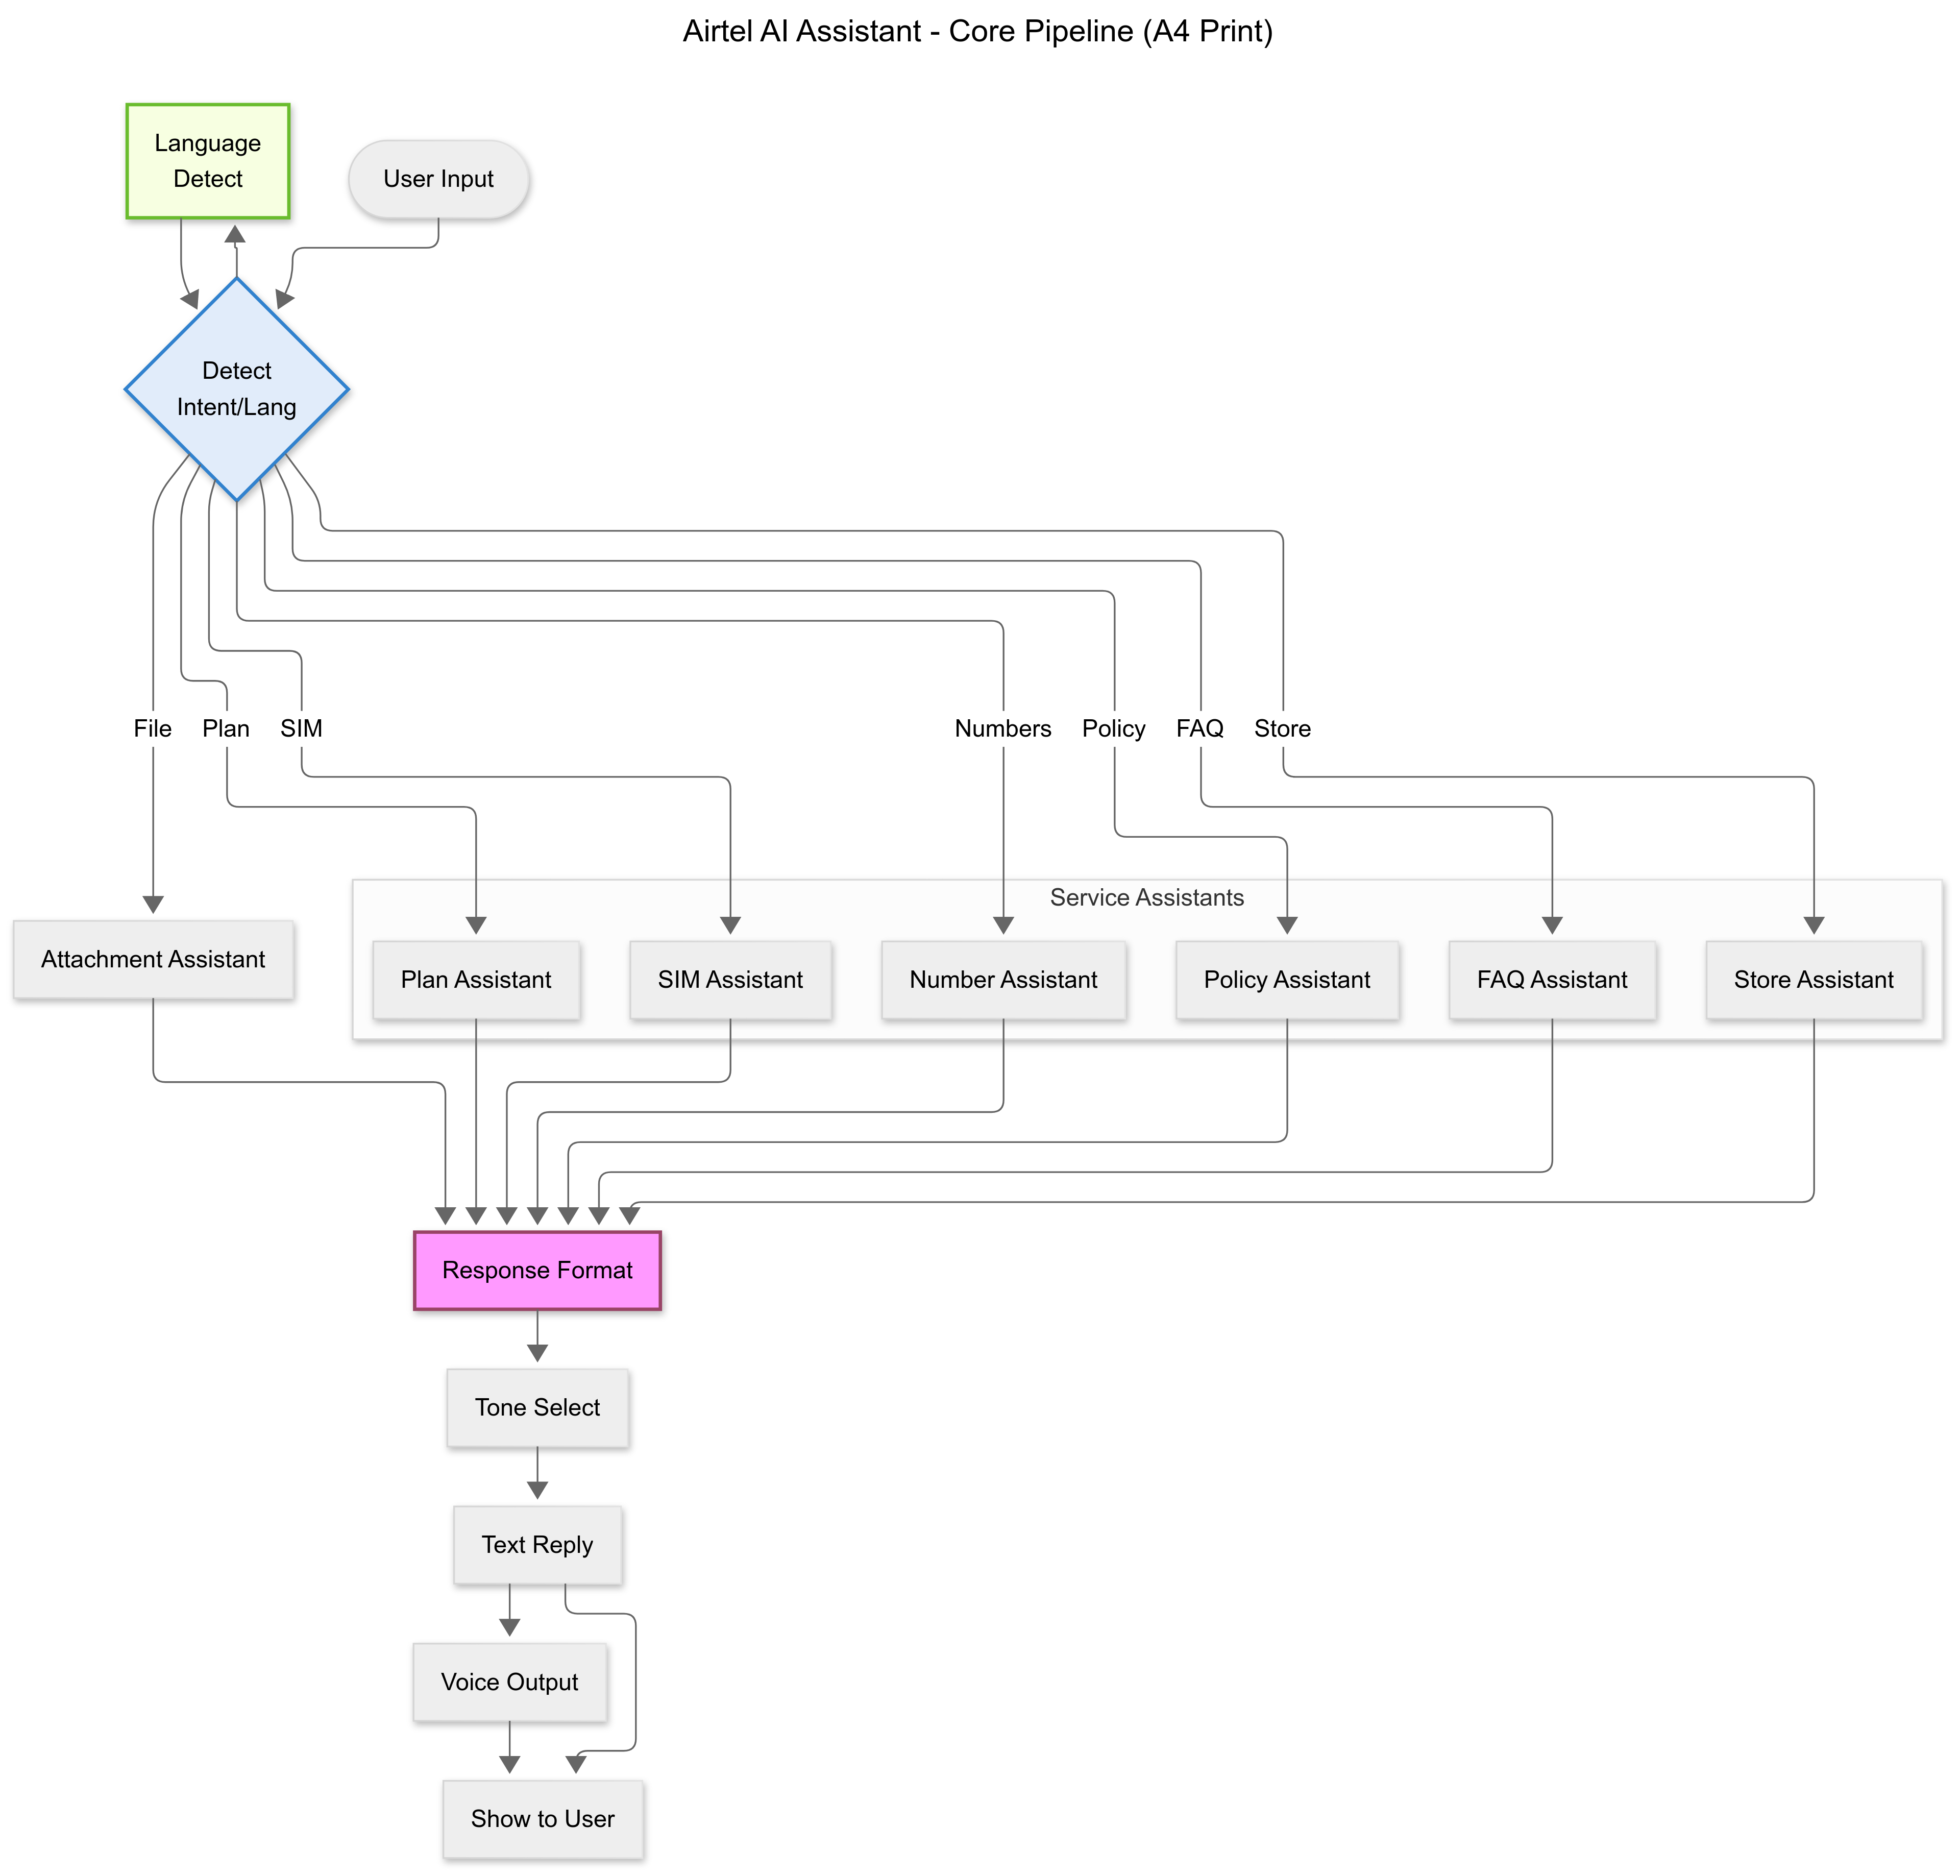 Airtel AI Assistant - Core Pipeline (A4 Print)
Language
Detect
User Input
Detect
Intent/Lang
File
Plan
SIM
Numbers
Policy
FAQ
Store
Service Assistants
Attachment Assistant
Plan Assistant
SIM Assistant
Number Assistant
Policy Assistant
FAQ Assistant
Store Assistant
Response Format
Tone Select
Text Reply
Voice Output
Show to User